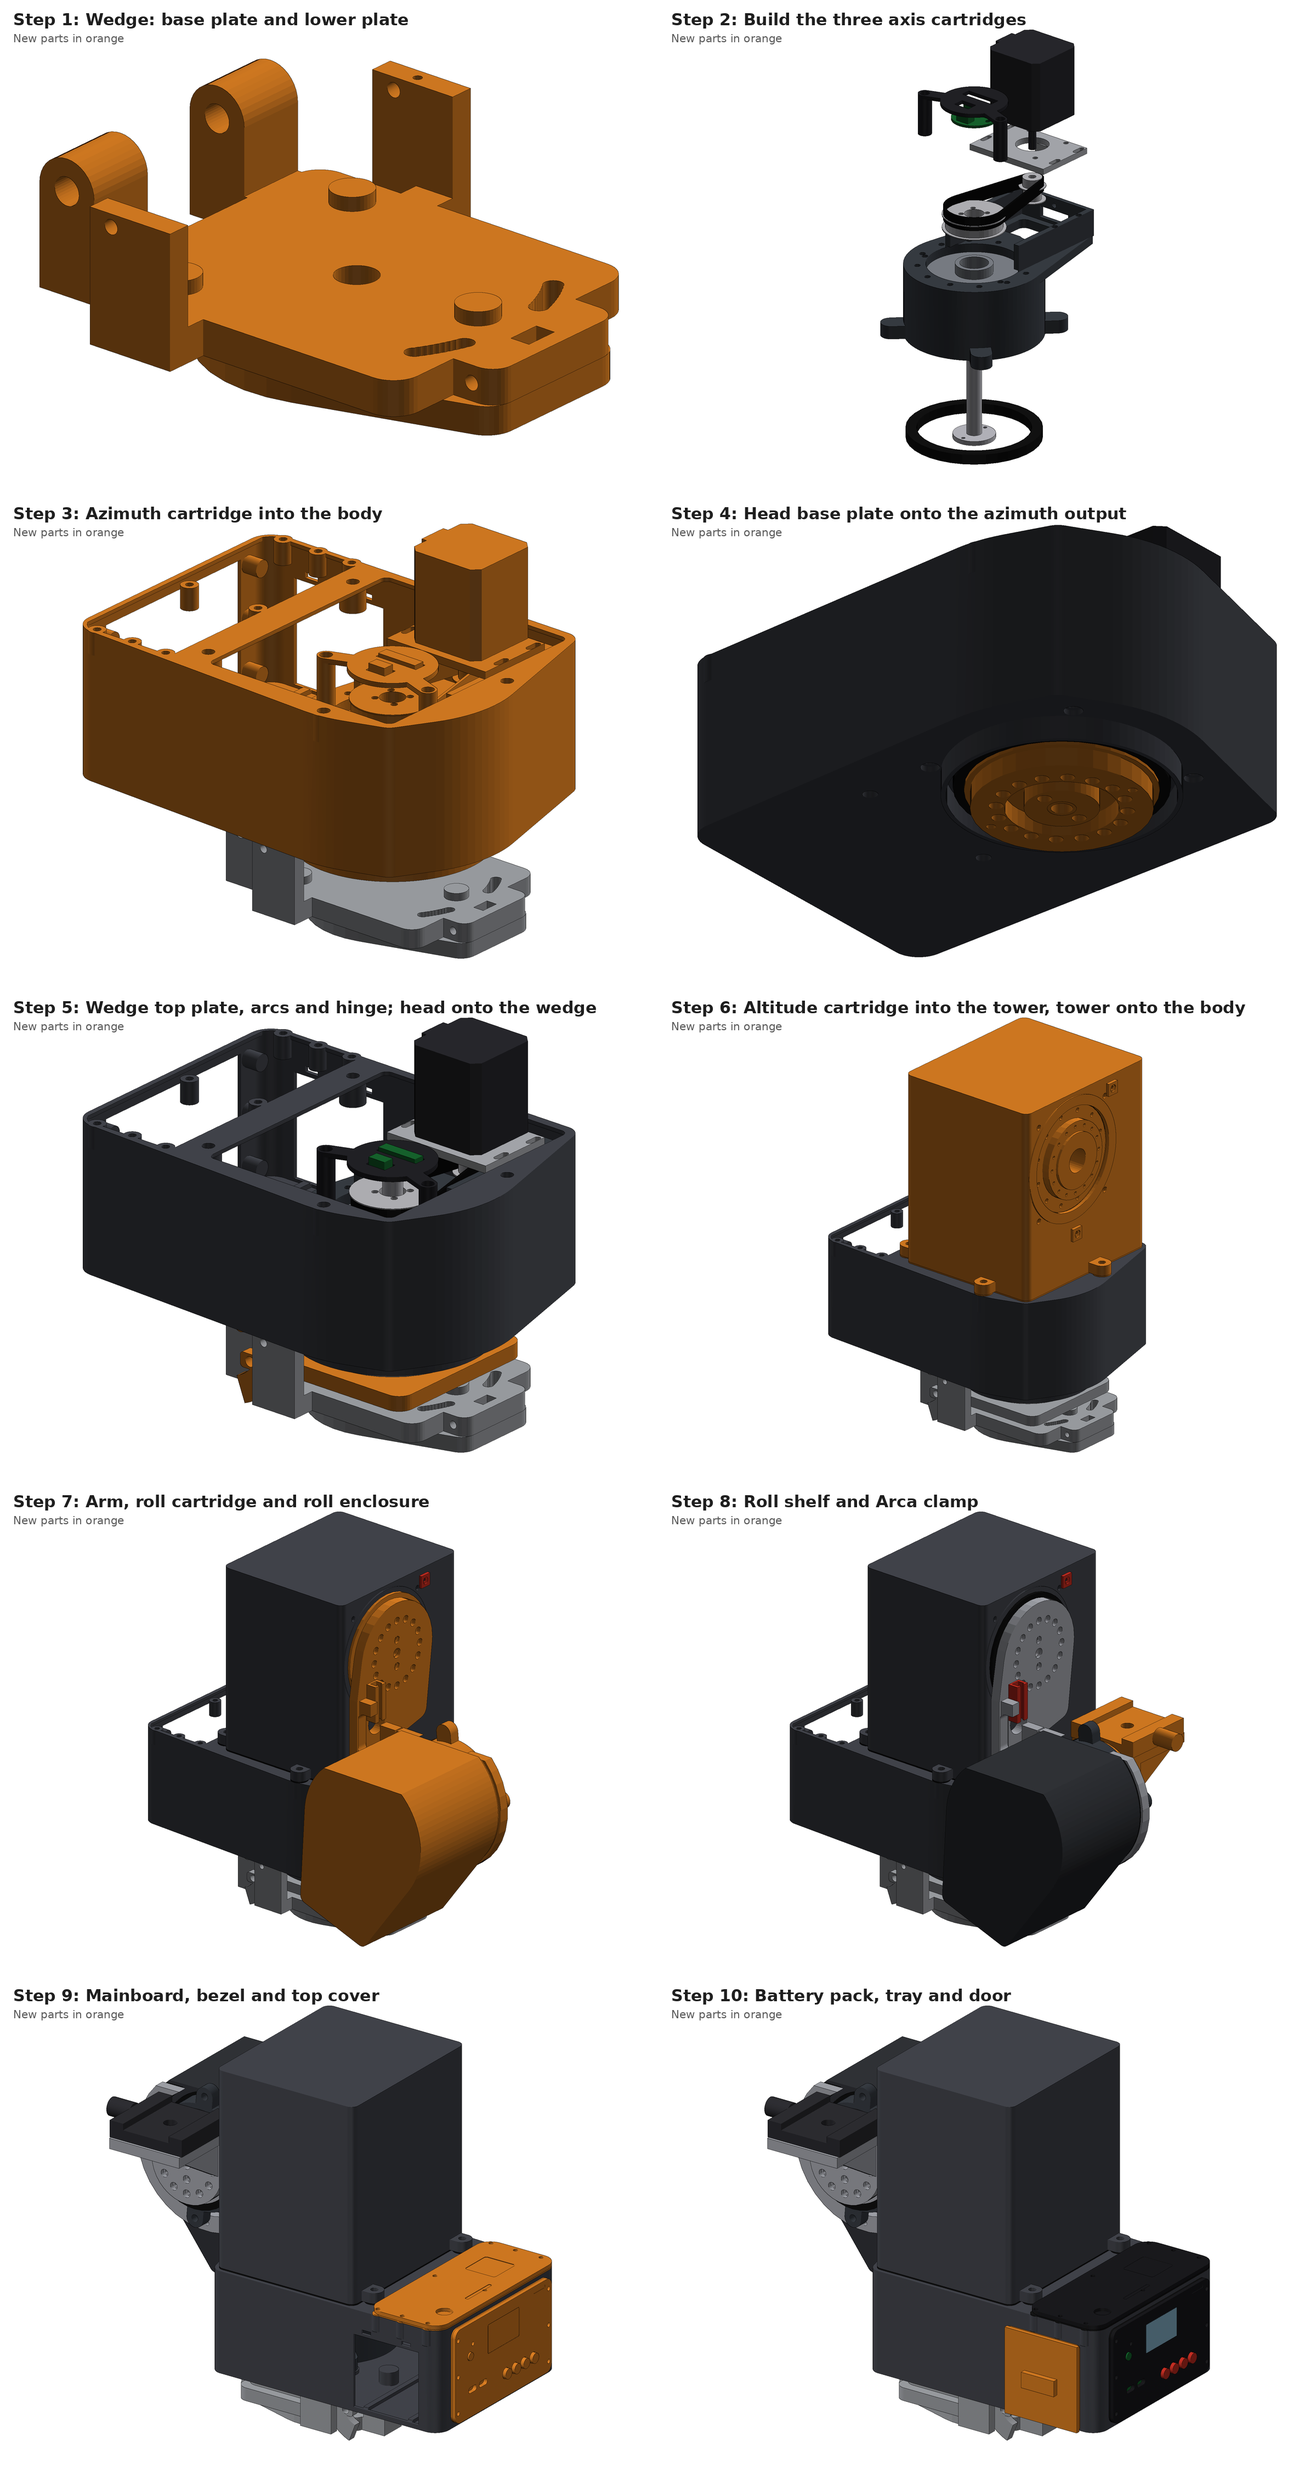 Step 1: Wedge: base plate and lower plate
New parts in orange
Step 2: Build the three axis cartridges
New parts in orange
Step 3: Azimuth cartridge into the body
New parts in orange
Step 4: Head base plate onto the azimuth output
New parts in orange
Step 5: Wedge top plate, arcs and hinge; head onto the wedge
New parts in orange
Step 6: Altitude cartridge into the tower, tower onto the body
New parts in orange
Step 7: Arm, roll cartridge and roll enclosure
New parts in orange
Step 8: Roll shelf and Arca clamp
New parts in orange
Step 9: Mainboard, bezel and top cover
New parts in orange
Step 10: Battery pack, tray and door
New parts in orange